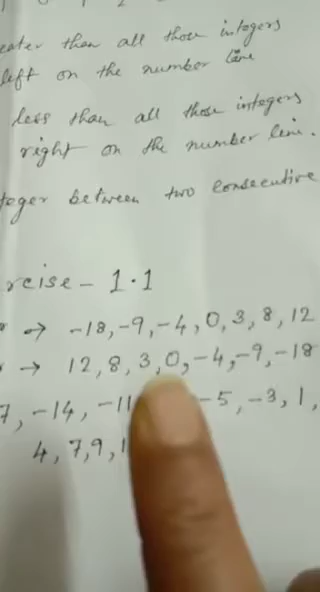 eater than all those integers
left on the number line
less than all those integers
right on the number line.
teger between two consecutive
rcise - 1.1
→ -18, -9, -4, 0, 3, 8, 12
→ 12, 8, 3, 0, -4, -9, -18
7, -14, -11 -5, -3, 1,
4, 7, 9, 1